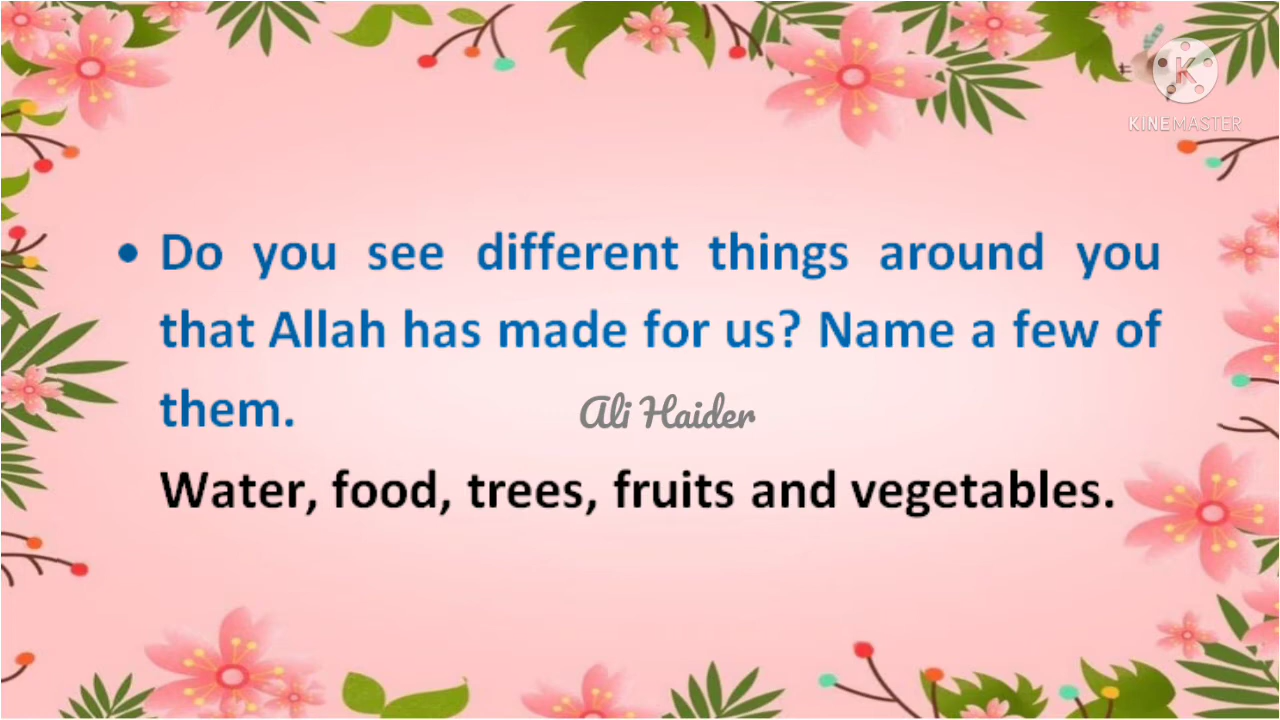 KINEMASTER
• Do you see different things around you
that Allah has made for us? Name a few of
them.
Ali Haider
Water, food, trees, fruits and vegetables.